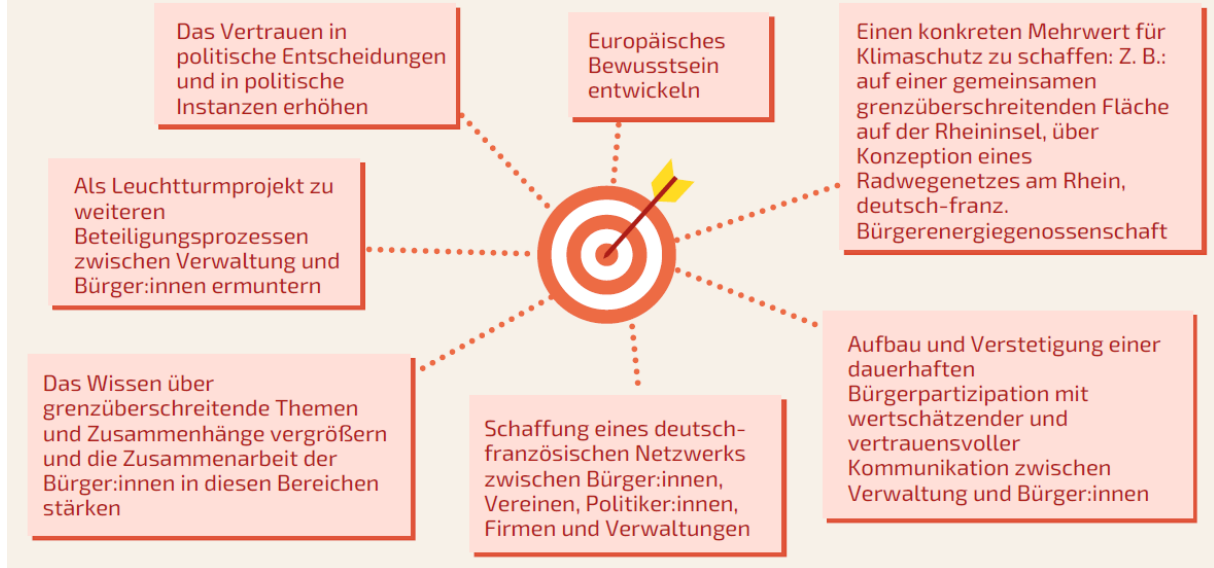 Das Vertrauen in
politische Entscheidungen
und in politische
Instanzen erhöhen
Europäisches
Bewusstsein
entwickeln
Einen konkreten Mehrwert für
Klimaschutz zu schaffen: Z. B.:
auf einer gemeinsamen
grenzüberschreitenden Fläche
auf der Rheininsel, über
Konzeption eines
Radwegenetzes am Rhein,
deutsch-franz.
Bürgerenergiegenossenschaft
Als Leuchtturmprojekt zu
weiteren
Beteiligungsprozessen
zwischen Verwaltung und
Bürger:innen ermuntern
Das Wissen über
grenzüberschreitende Themen
und Zusammenhänge vergrößern
und die Zusammenarbeit der
Bürger:innen in diesen Bereichen
stärken
Schaffung eines deutsch-
französischen Netzwerks
zwischen Bürger:innen,
Vereinen, Politiker:innen,
Firmen und Verwaltungen
Aufbau und Verstetigung einer
dauerhaften
Bürgerpartizipation mit
wertschätzender und
vertrauensvoller
Kommunikation zwischen
Verwaltung und Bürger:innen